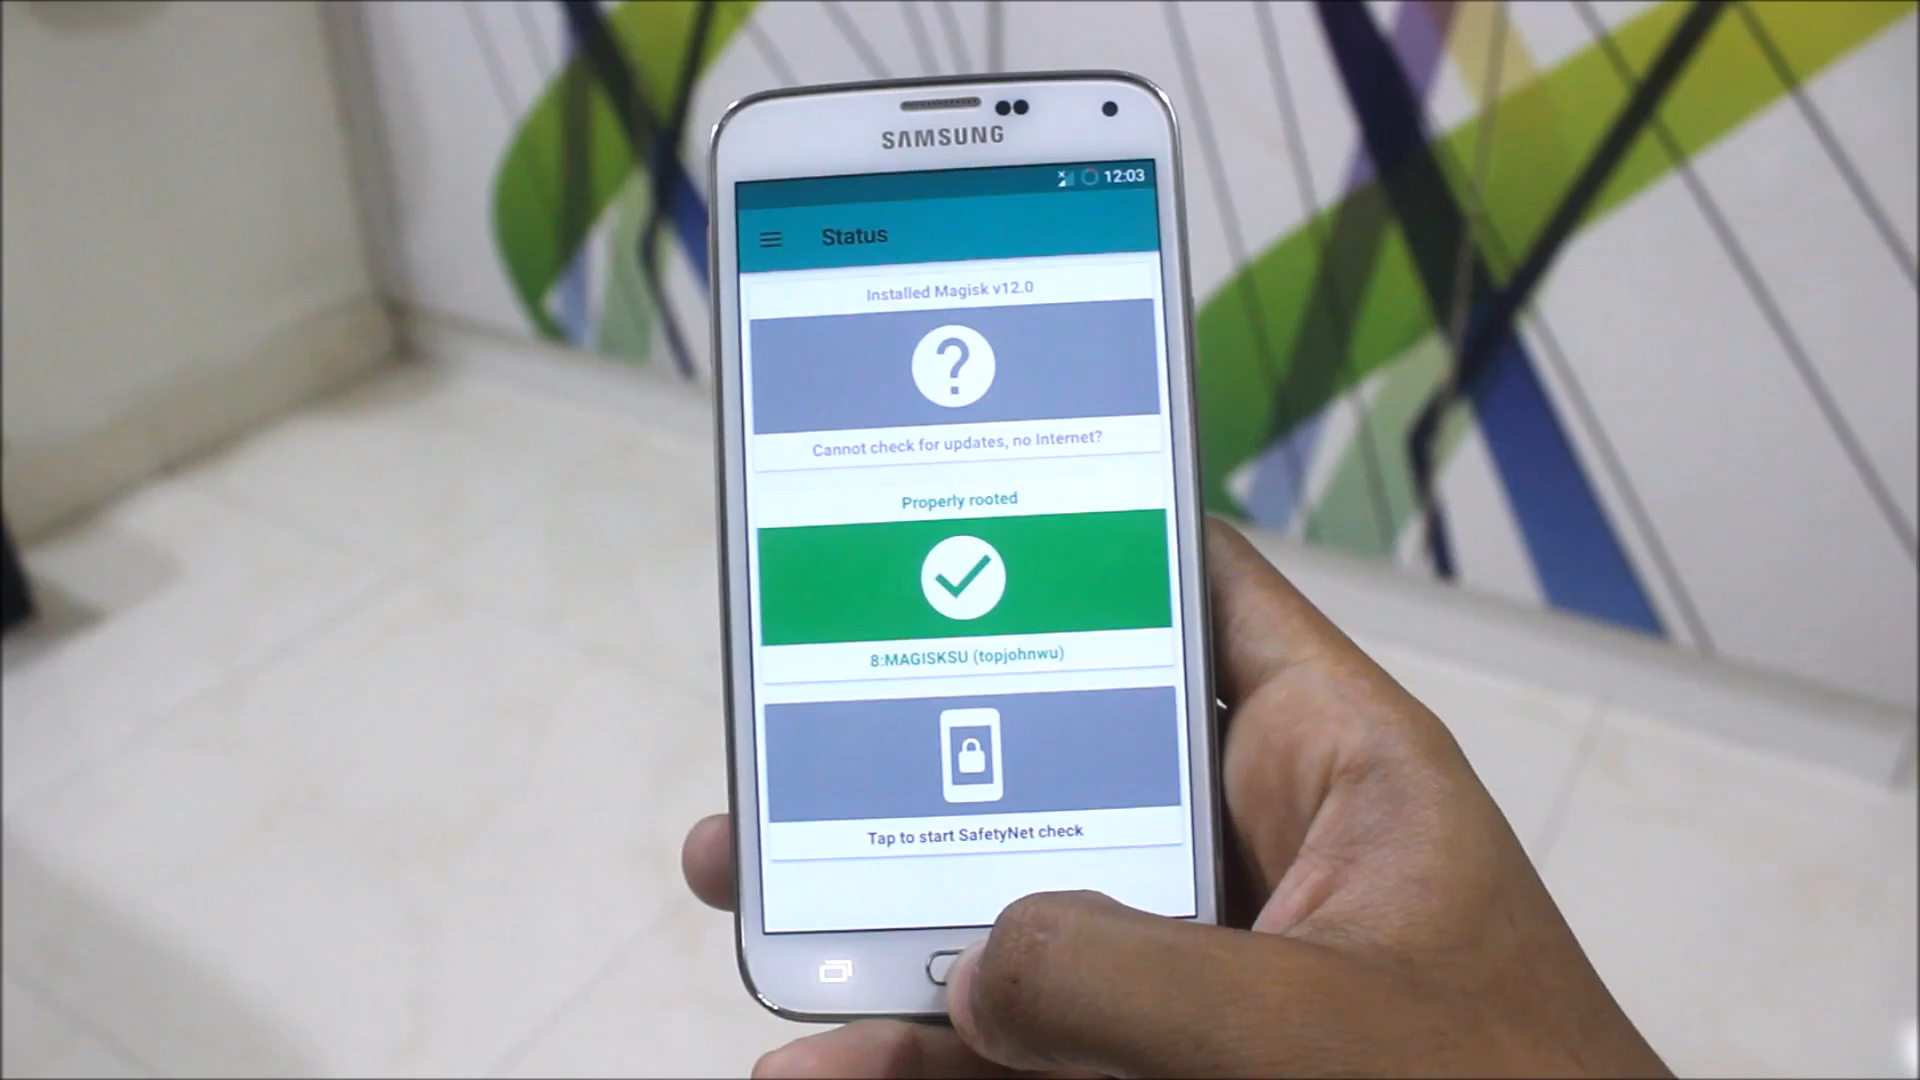 SAMSUNG
12:03
Status
Installed Magisk v12.0
?
Cannot check for updates, no Internet?
Properly rooted
8:MAGISKSU (topjohnwu)
Tap to start SafetyNet check